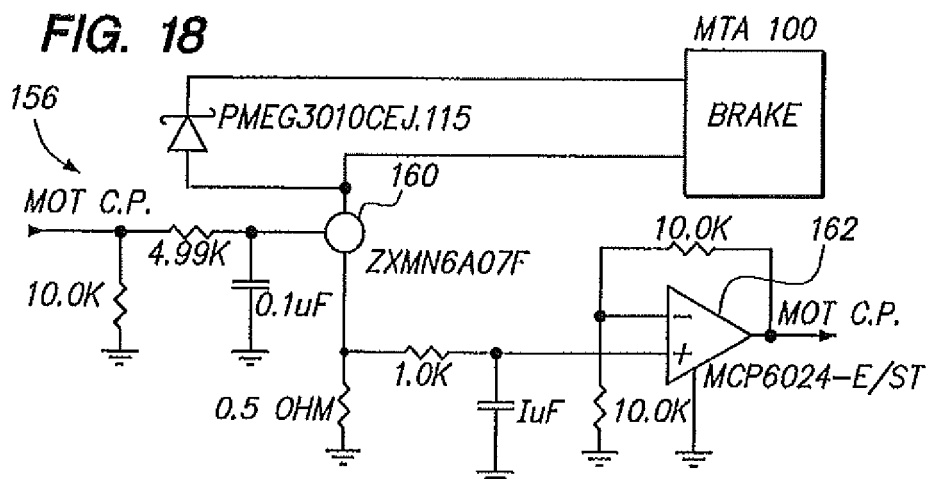 FIG. 18
MTA 100
156
PMEG3010CEJ.115
BRAKE
160
MOT C.P.
4.99K
ZXMN6A07F
10.0K
162
10.0K
0.1uF
MOT C.P.
−
+
1.0K
MCP6024-E/ST
0.5 OHM
1uF
10.0K